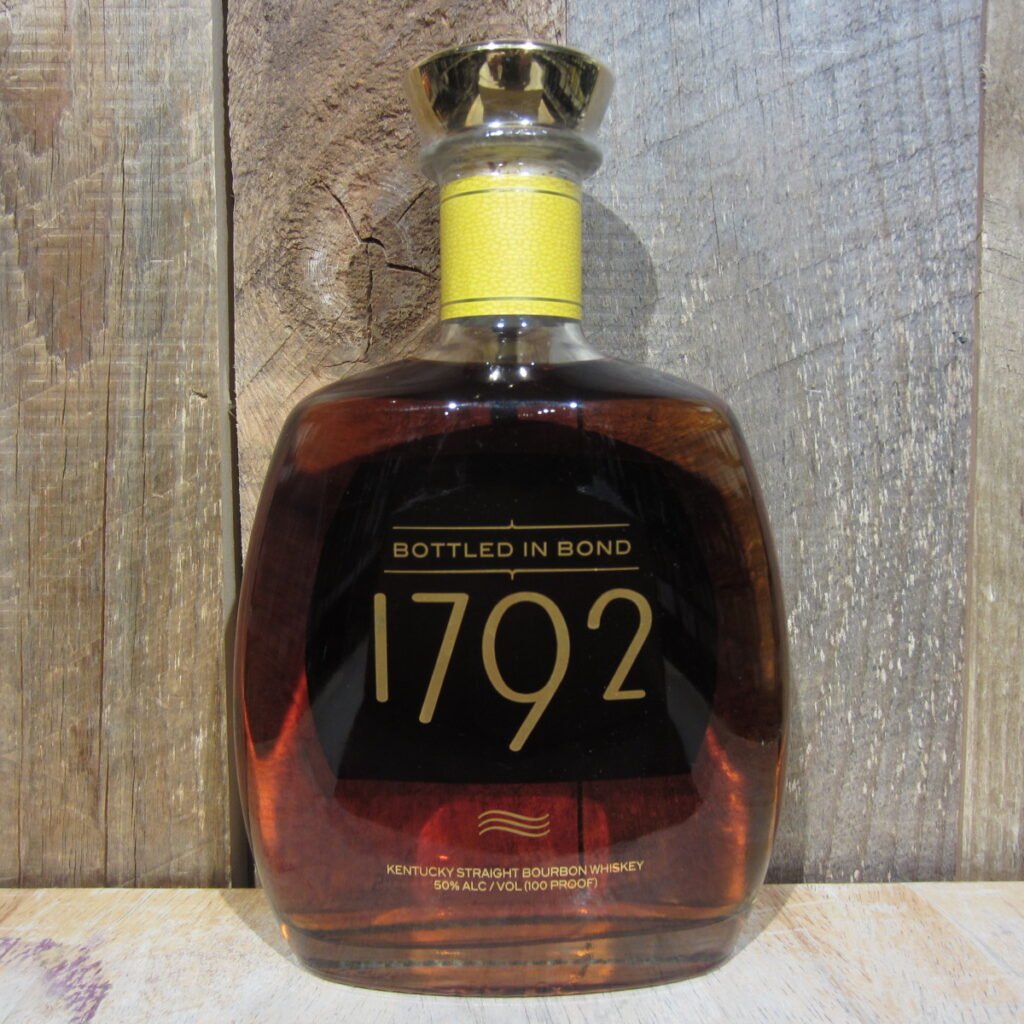 BOTTLED IN BOND
1792
KENTUCKY STRAIGHT BOURBON WHISKEY
50% ALC / VOL (100 PROOF)